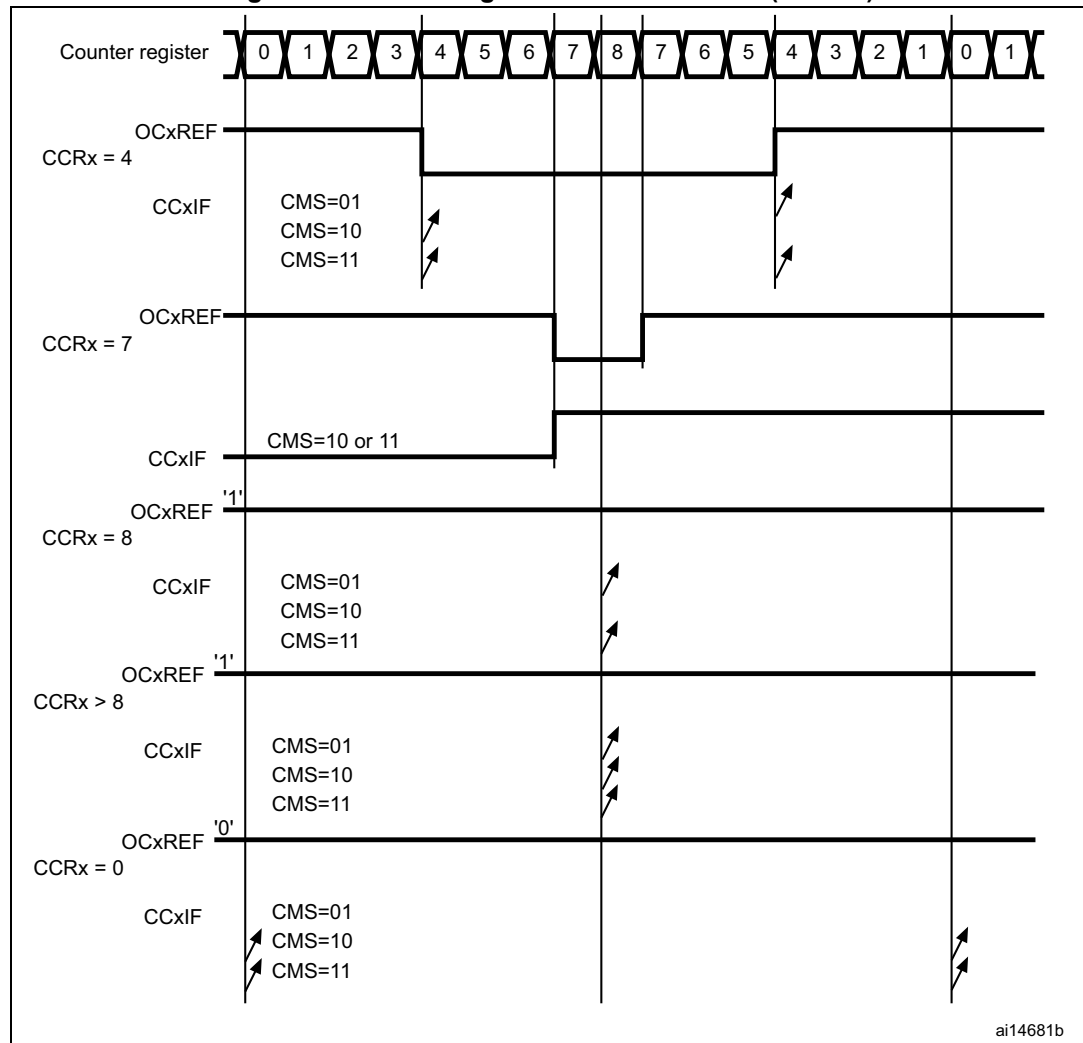 Counter register 0 1 2 3 4 5 6 7 8 7 6 5 4 3 2 1 0 1
OCxREF
CCRx = 4
CCxIF
CMS=01
CMS=10
CMS=11
OCxREF
CCRx = 7
CMS=10 or 11
CCxIF
'1'
OCxREF
CCRx = 8
CCxIF
CMS=01
CMS=10
CMS=11
'1'
OCxREF
CCRx > 8
CCxIF
CMS=01
CMS=10
CMS=11
'0'
OCxREF
CCRx = 0
CCxIF
CMS=01
CMS=10
CMS=11
ai14681b